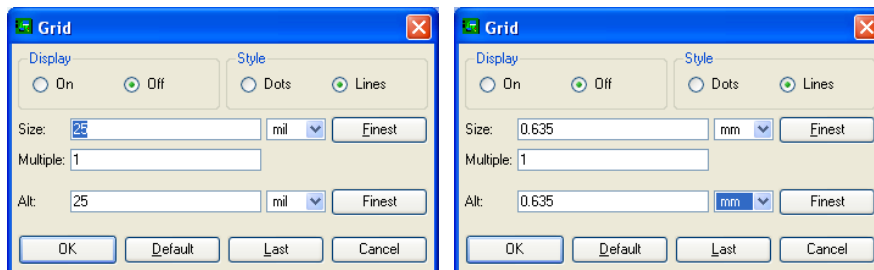 Grid
Display
Style
On Off Dots Lines
Size: 25 mil Finest
Multiple: 1
Alt: 25 mil Finest
OK Default Last Cancel
Grid
Display
Style
On Off Dots Lines
Size: 0.635 mm Finest
Multiple: 1
Alt: 0.635 mm Finest
OK Default Last Cancel